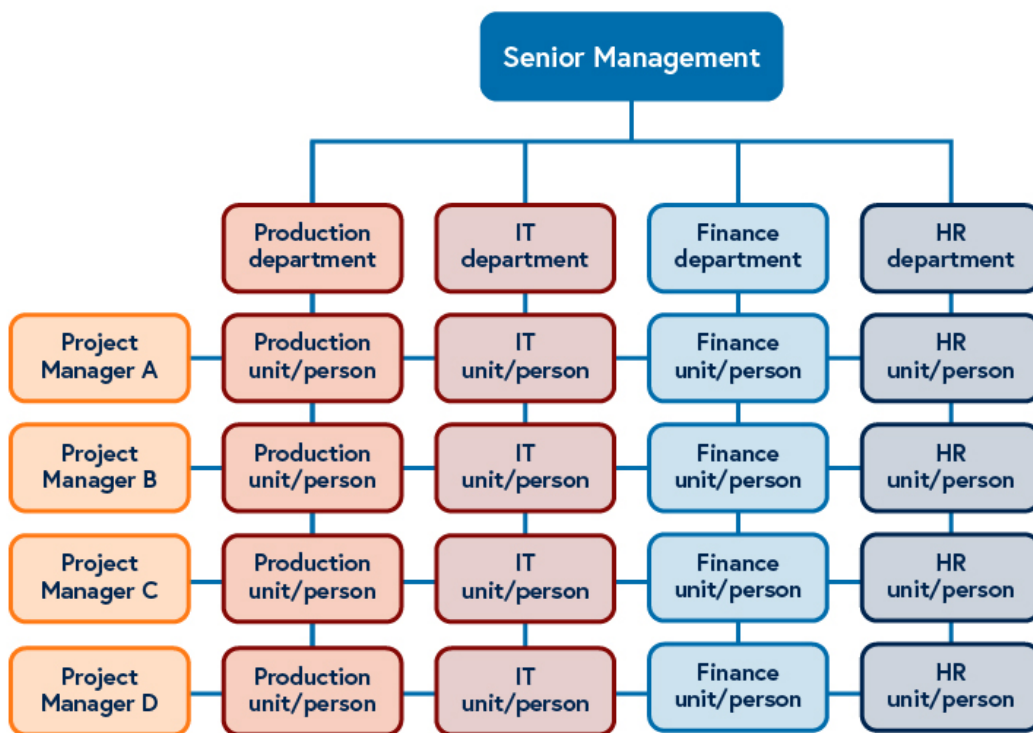 Senior Management
Production
department
IT
department
Finance
department
HR
department
Project
Manager A
Production
unit/person
IT
unit/person
Finance
unit/person
HR
unit/person
Project
Manager B
Production
unit/person
IT
unit/person
Finance
unit/person
HR
unit/person
Project
Manager C
Production
unit/person
IT
unit/person
Finance
unit/person
HR
unit/person
Project
Manager D
Production
unit/person
IT
unit/person
Finance
unit/person
HR
unit/person